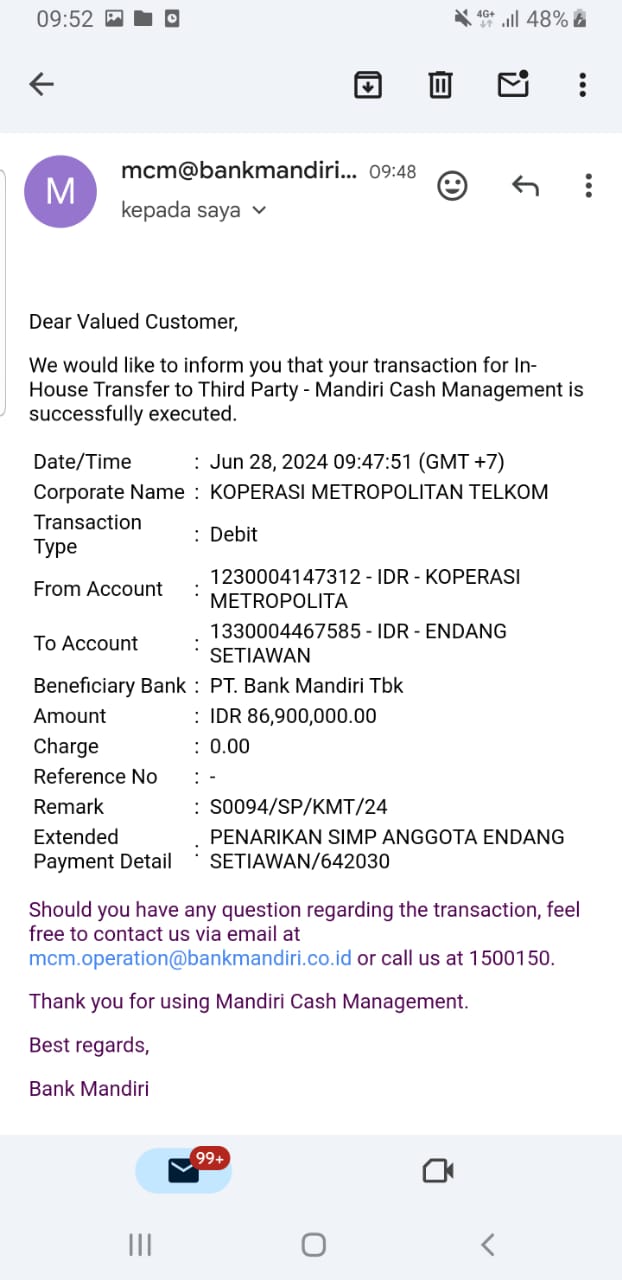 09:52
4G+
48%
M
mcm@bankmandiri... 09:48
kepada saya
Dear Valued Customer,
We would like to inform you that your transaction for In-
House Transfer to Third Party - Mandiri Cash Management is
successfully executed.
Date/Time : Jun 28, 2024 09:47:51 (GMT +7)
Corporate Name : KOPERASI METROPOLITAN TELKOM
Transaction
Type : Debit
From Account : 1230004147312 - IDR - KOPERASI
METROPOLITA
To Account : 1330004467585 - IDR - ENDANG
SETIAWAN
Beneficiary Bank : PT. Bank Mandiri Tbk
Amount : IDR 86,900,000.00
Charge : 0.00
Reference No : -
Remark : S0094/SP/KMT/24
Extended
Payment Detail : PENARIKAN SIMP ANGGOTA ENDANG
SETIAWAN/642030
Should you have any question regarding the transaction, feel
free to contact us via email at
mcm.operation@bankmandiri.co.id or call us at 1500150.
Thank you for using Mandiri Cash Management.
Best regards,
Bank Mandiri
99+